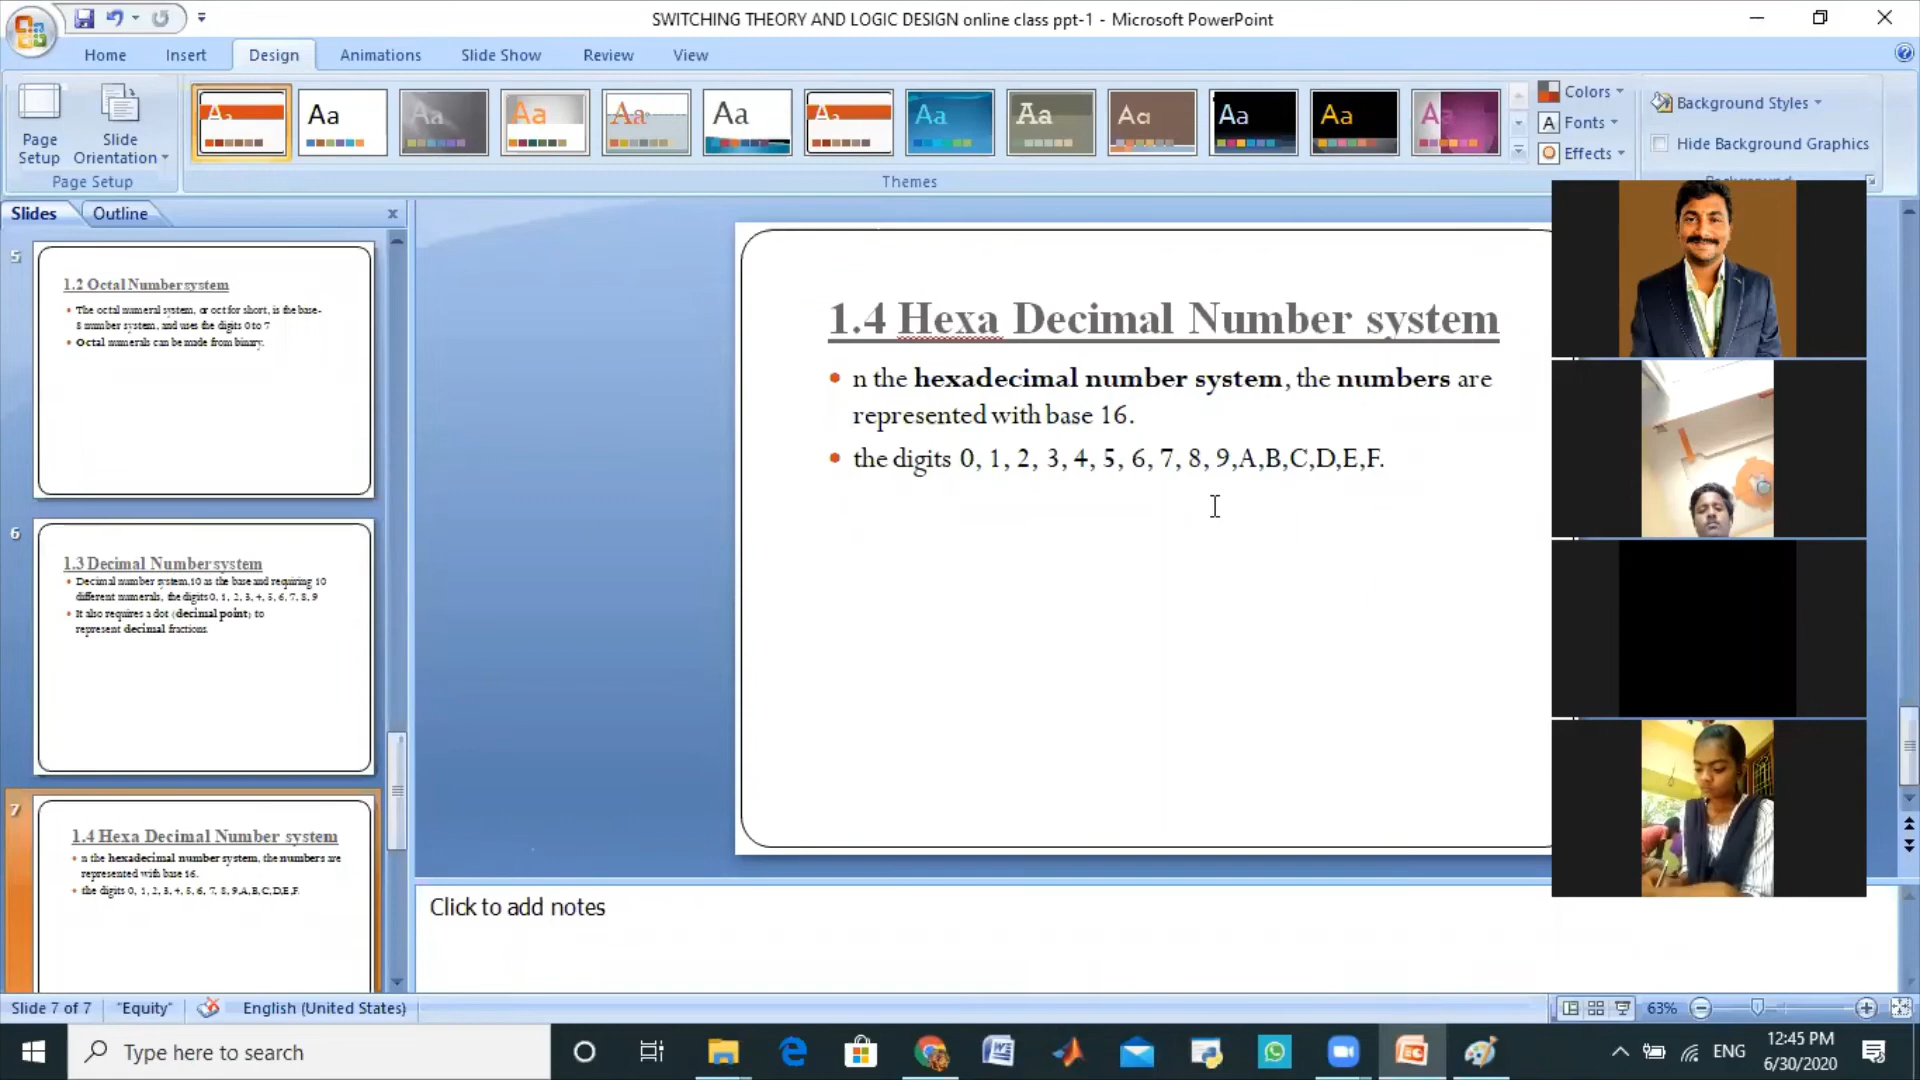 SWITCHING THEORY AND LOGIC DESIGN online class ppt-1 - Microsoft PowerPoint
Home Insert Design Animations Slide Show Review View
Page Setup
Slide Orientation
Page Setup
Aa Aa Aa Aa Aa Aa Aa Aa Aa Aa Aa Aa Aa
Themes
Colors
Fonts
Effects
Background Styles
Hide Background Graphics
Slides Outline x
5
1.2 Octal Number system
The octal numeral system, or oct for short, is the base-
8 number system, and uses the digits 0 to 7
Octal numerals can be made from binary.
6
1.3 Decimal Number system
Decimal number system,10 as the base and requiring 10
different numerals, the digits 0, 1, 2, 3, 4, 5, 6, 7, 8, 9
It also requires a dot (decimal point) to
represent decimal fractions.
7
1.4 Hexa Decimal Number system
n the hexadecimal number system, the numbers are
represented with base 16.
the digits 0, 1, 2, 3, 4, 5, 6, 7, 8, 9,A,B,C,D,E,F.
1.4 Hexa Decimal Number system
n the hexadecimal number system, the numbers are
represented with base 16.
the digits 0, 1, 2, 3, 4, 5, 6, 7, 8, 9,A,B,C,D,E,F.
Click to add notes
Slide 7 of 7 "Equity" English (United States) 63%
Type here to search
ENG
12:45 PM
6/30/2020